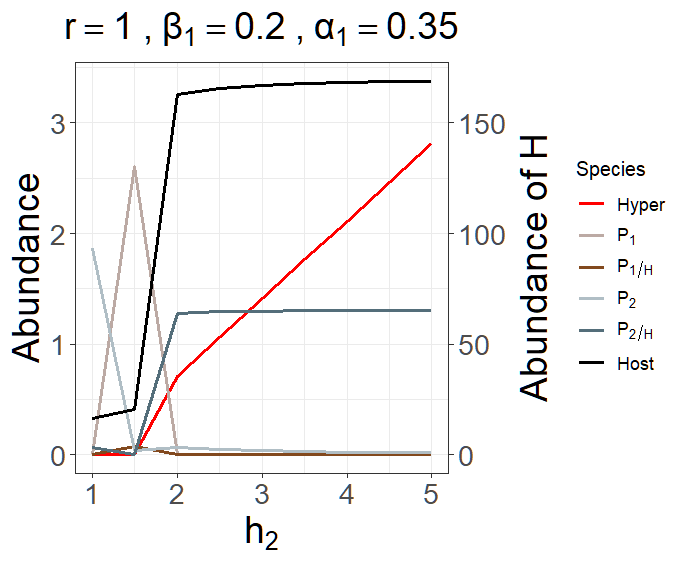 r = 1 , β₁ = 0.2 , α₁ = 0.35
Abundance
3
2
1
0
150
100
50
0
Abundance of H
1 2 3 4 5
h₂
Species
Hyper
P₁
P₁/H
P₂
P₂/H
Host